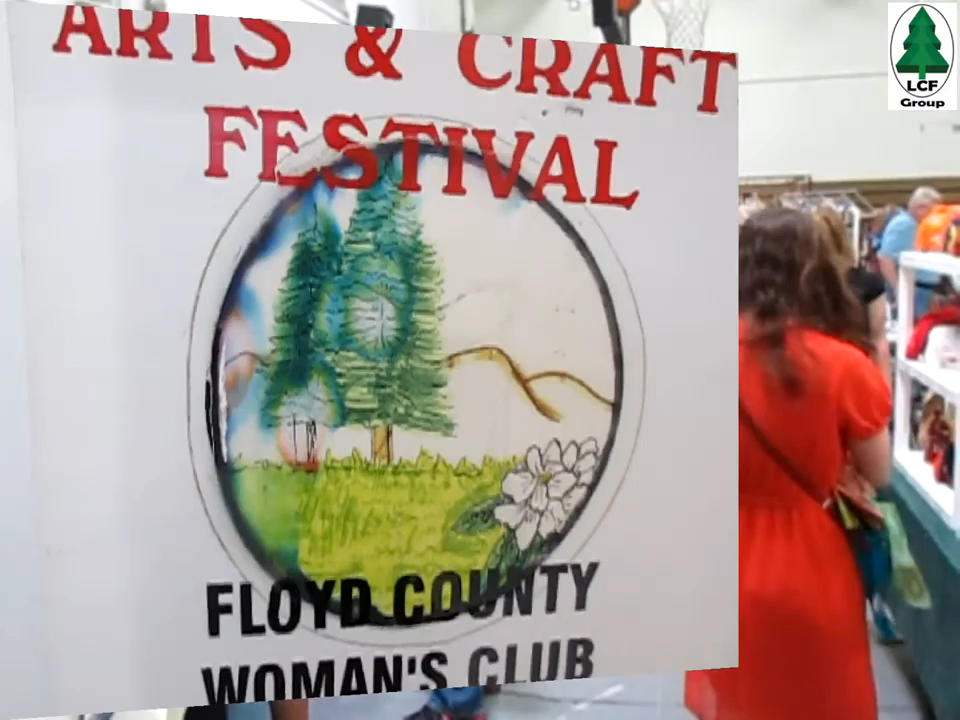 ARTS & CRAFT
FESTIVAL
FLOYD COUNTY
WOMAN'S CLUB
LCF
Group